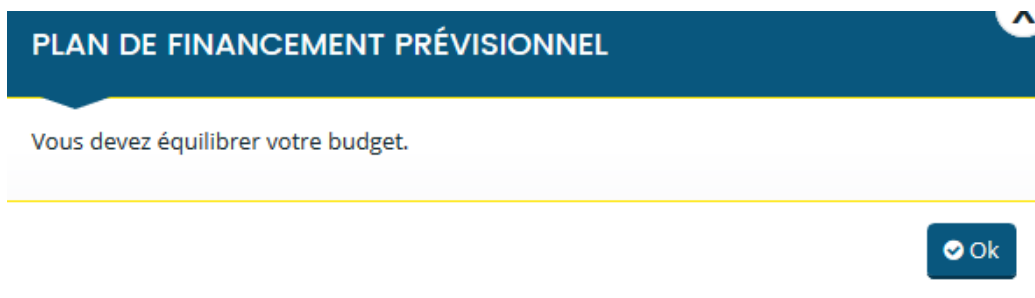 PLAN DE FINANCEMENT PRÉVISIONNEL
X
Vous devez équilibrer votre budget.
Ok